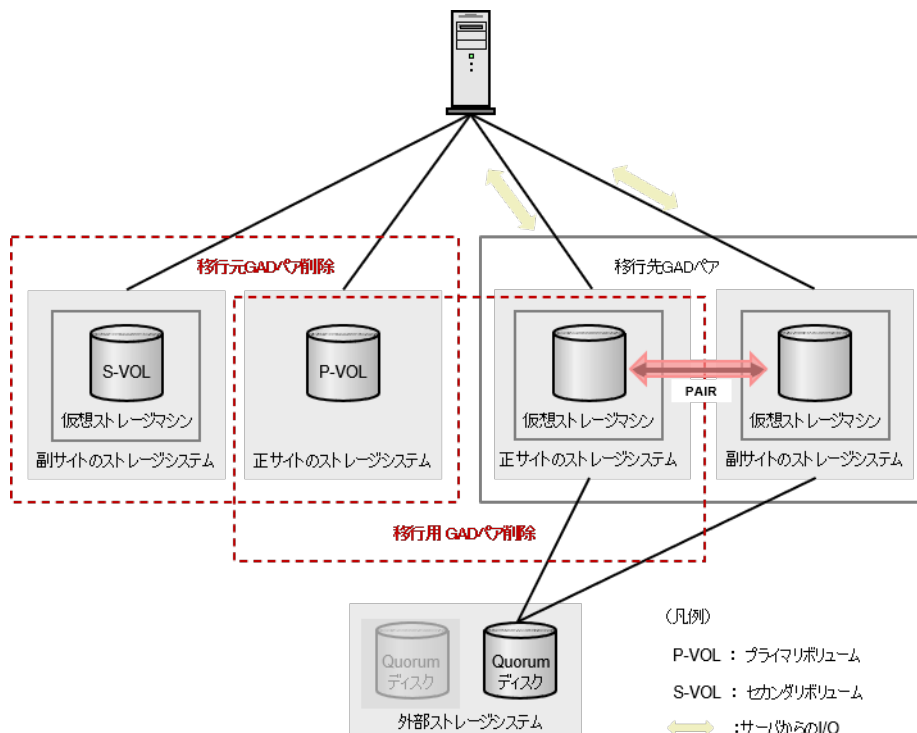 移行元GADペア削除
移行先GADペア
S-VOL
仮想ストレージマシン
副サイトのストレージシステム
P-VOL
正サイトのストレージシステム
仮想ストレージマシン
正サイトのストレージシステム
PAIR
仮想ストレージマシン
副サイトのストレージシステム
移行用 GADペア削除
Quorum
ディスク
Quorum
ディスク
外部ストレージシステム
(凡例)
P-VOL : プライマリボリューム
S-VOL : セカンダリボリューム
:サーバからのI/O